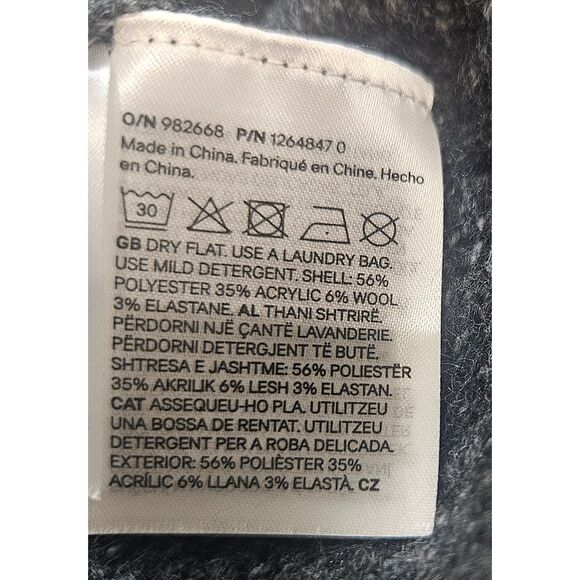 O/N 982668 P/N 1264847 0
Made in China. Fabriqué en Chine. Hecho
en China.
30
GB DRY FLAT. USE A LAUNDRY BAG.
USE MILD DETERGENT. SHELL: 56%
POLYESTER 35% ACRYLIC 6% WOOL
3% ELASTANE. AL THANI SHTRIRË.
PËRDORNI NJË ÇANTË LAVANDERIE.
PËRDORNI DETERGJENT TË BUTË.
SHTRESA E JASHTME: 56% POLIESTËR
35% AKRILIK 6% LESH 3% ELASTAN.
CAT ASSEQUEU-HO PLA. UTILITZEU
UNA BOSSA DE RENTAT. UTILITZEU
DETERGENT PER A ROBA DELICADA.
EXTERIOR: 56% POLIÈSTER 35%
ACRÍLIC 6% LLANA 3% ELASTÀ. CZ